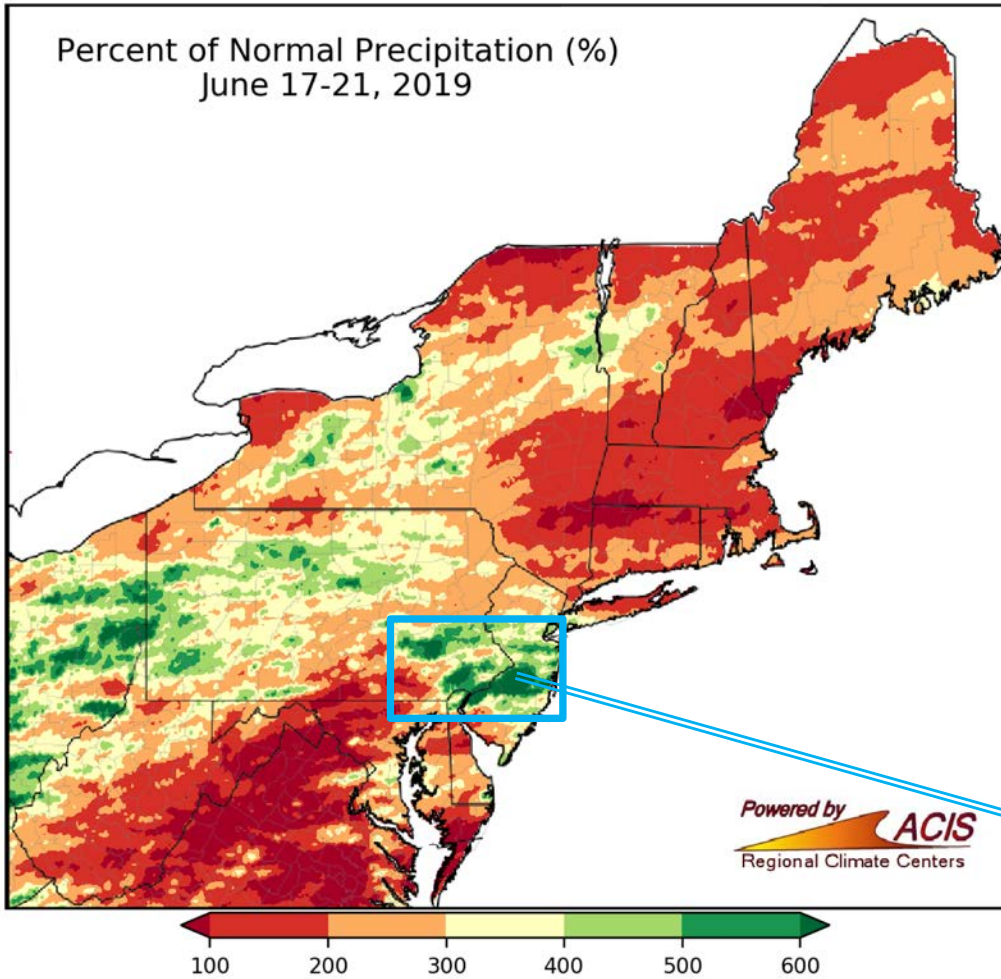 Percent of Normal Precipitation (%)
June 17-21, 2019
Powered by
ACIS
Regional Climate Centers
100 200 300 400 500 600